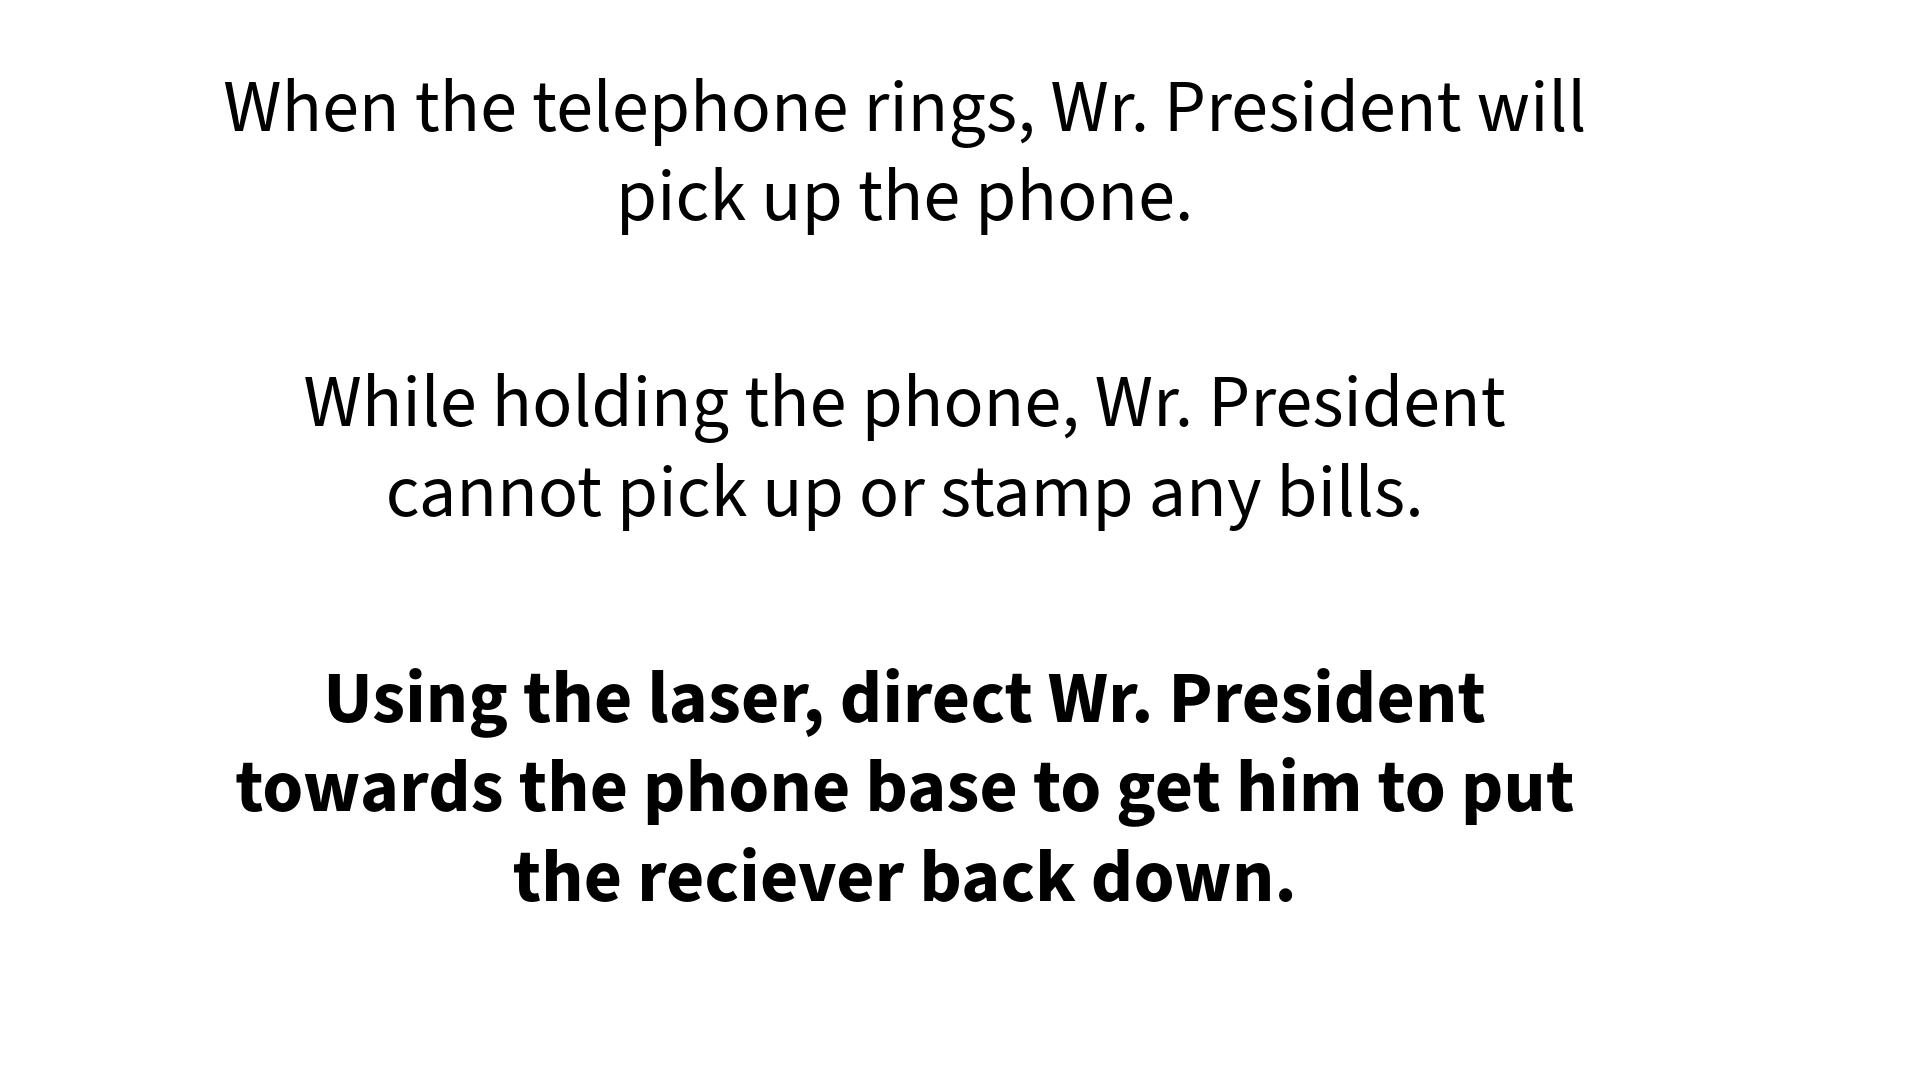 When the telephone rings, Wr. President will
pick up the phone.
While holding the phone, Wr. President
cannot pick up or stamp any bills.
Using the laser, direct Wr. President
towards the phone base to get him to put
the reciever back down.